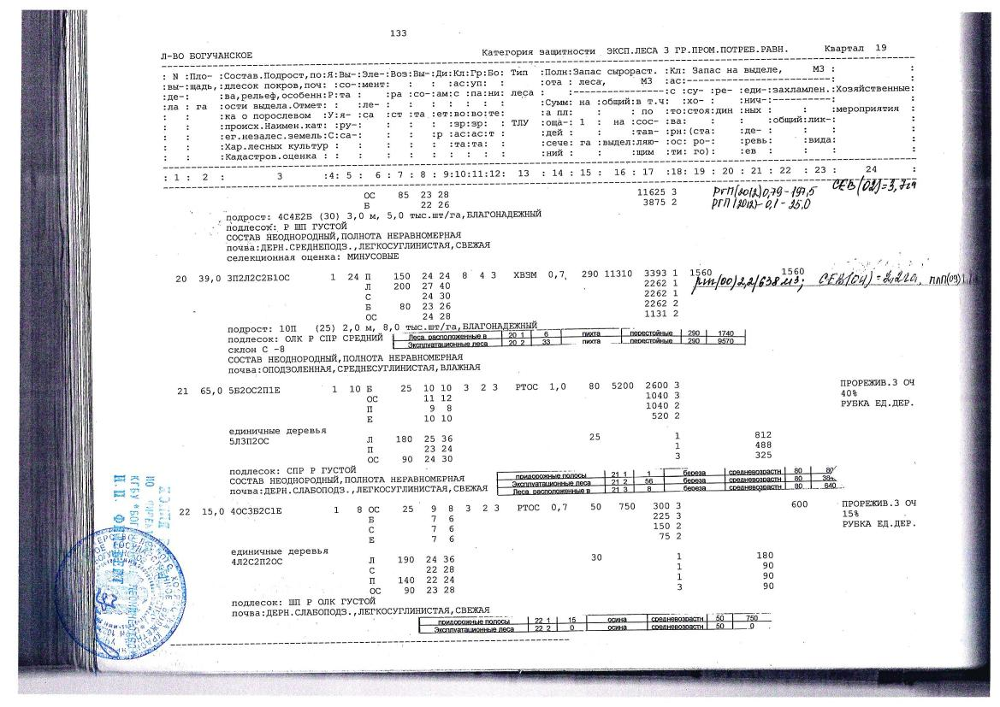 133
Л-ВО БОГУЧАНСКОЕ Категория защитности ЭКСП.ЛЕСА 3 ГР.ПРОМ.ПОТРЕБ.РАВН. Квартал 19
: N :Пло- :Состав.Подрост,по:Я:Вы-:Эле-:Воз:Вы-:Ди:Кл:Гр:Бо: Тип :Полн:Запас сырораст. :Кл: Запас на выделе, М3 : :
:вы-:щадь,:длесок покров,поч: :со-:мент: : : :ас:уп: : :ота : леса, М3 :ас:
:де-: :ва,рельеф,особенн:Р:та : :ра :со-:ам:с :па:ни: леса : :с :су- :ре- :еди-:захламлен.:Хозяйственные:
:ла : га :ости выдела.Отмет: : :ле- : : : : : : : :Сумм: на :общий:в т.ч: :хо- : :нич-:
: : :ка о порослевом :У:я- :са :ст :та :ет:во:во:те: :а пл: : : по :то:стоя:дин :ных : : :мероприятия :
: : :происх.Наимен.кат: :ру-: : : : :зр:зр: : ТЛУ :оща-: 1 : на :сос- :ва: : : :общий:лик-:
: : :ег.незалес.земель:С:са-: : : :р :ас:ас:т : :дей : : :тав- :рн:(ста: :де- : : :
: : :Хар.лесных культур : : : : : : :та:та: : :сече: га :выдел:ляю- :ос: ро-: :ревь: :вида:
: : :Кадастров.оценка : : : : : : : : : : :ний : : : щим :ти: го): :ев : : :
: 1 : 2 : 3 :4: 5 : 6 : 7 : 8 : 9:10:11:12: 13 : 14 : 15 : 16 : 17 :18: 19 : 20 : 21 : 22 : 23 : 24 :
ОС 85 23 28 11625 3 РГП(2012)0,79-197,5 СЕВ(02)=3,7га
Б 22 26 3875 2 РГП(2012)-0,1-25,0
подрост: 4С4Е2Б (30) 3,0 м, 5,0 тыс.шт/га,БЛАГОНАДЕЖНЫЙ
подлесок: Р ШП ГУСТОЙ
СОСТАВ НЕОДНОРОДНЫЙ,ПОЛНОТА НЕРАВНОМЕРНАЯ
почва:ДЕРН.СРЕДНЕПОДЗ.,ЛЕГКОСУГЛИНИСТАЯ,СВЕЖАЯ
селекционная оценка: МИНУСОВЫЕ
20 39,0 3П2Л2С2Б1ОС 1 24 П 150 24 24 8 4 3 ХВЗМ 0,7 290 11310 3393 1 1560 1560
Л 200 27 40 2262 1
С 24 30 2262 1
Б 80 23 26 2262 2
ОС 24 28 1131 2
подрост: 10П (25) 2,0 м, 8,0 тыс.шт/га,БЛАГОНАДЕЖНЫЙ
подлесок: ОЛК Р СПР СРЕДНИЙ
Леса, расположенные в 20 1 6 пихта перестойные 290 1740
Эксплуатационные леса 20 2 33 пихта перестойные 290 9570
склон С -8
СОСТАВ НЕОДНОРОДНЫЙ,ПОЛНОТА НЕРАВНОМЕРНАЯ
почва:ОПОДЗОЛЕННАЯ,СРЕДНЕСУГЛИНИСТАЯ,ВЛАЖНАЯ
21 65,0 5Б2ОС2П1Е 1 10 Б 25 10 10 3 2 3 РТОС 1,0 80 5200 2600 3 ПРОРЕЖИВ.3 ОЧ
ОС 11 12 1040 3 40%
П 9 8 1040 2 РУБКА ЕД.ДЕР.
Е 10 10 520 2
единичные деревья
5Л3П2ОС Л 180 25 36 25 1 812
П 23 24 1 488
ОС 90 24 30 3 325
подлесок: СПР Р ГУСТОЙ
СОСТАВ НЕОДНОРОДНЫЙ,ПОЛНОТА НЕРАВНОМЕРНАЯ
почва:ДЕРН.СЛАБОПОДЗ.,ЛЕГКОСУГЛИНИСТАЯ,СВЕЖАЯ
придорожные полосы 21 1 1 береза средневозрастн 80 80
Эксплуатационные леса 21 2 56 береза средневозрастн 80
Леса, расположенные в 21 3 8 береза средневозрастн 80 640
22 15,0 4ОС3Б2С1Е 1 8 ОС 25 9 8 3 2 3 РТОС 0,7 50 750 300 3 600 ПРОРЕЖИВ.3 ОЧ
Б 7 6 225 3 15%
С 7 6 150 2 РУБКА ЕД.ДЕР.
Е 7 6 75 2
единичные деревья
4Л2С2П2ОС Л 190 24 36 30 1 180
С 22 28 1 90
П 140 22 24 1 90
ОС 90 23 28 3 90
подлесок: ШП Р ОЛК ГУСТОЙ
почва:ДЕРН.СЛАБОПОДЗ.,ЛЕГКОСУГЛИНИСТАЯ,СВЕЖАЯ
придорожные полосы 22 1 15 осина средневозрастн 50 750
Эксплуатационные леса 22 2 0 осина средневозрастн 50 0